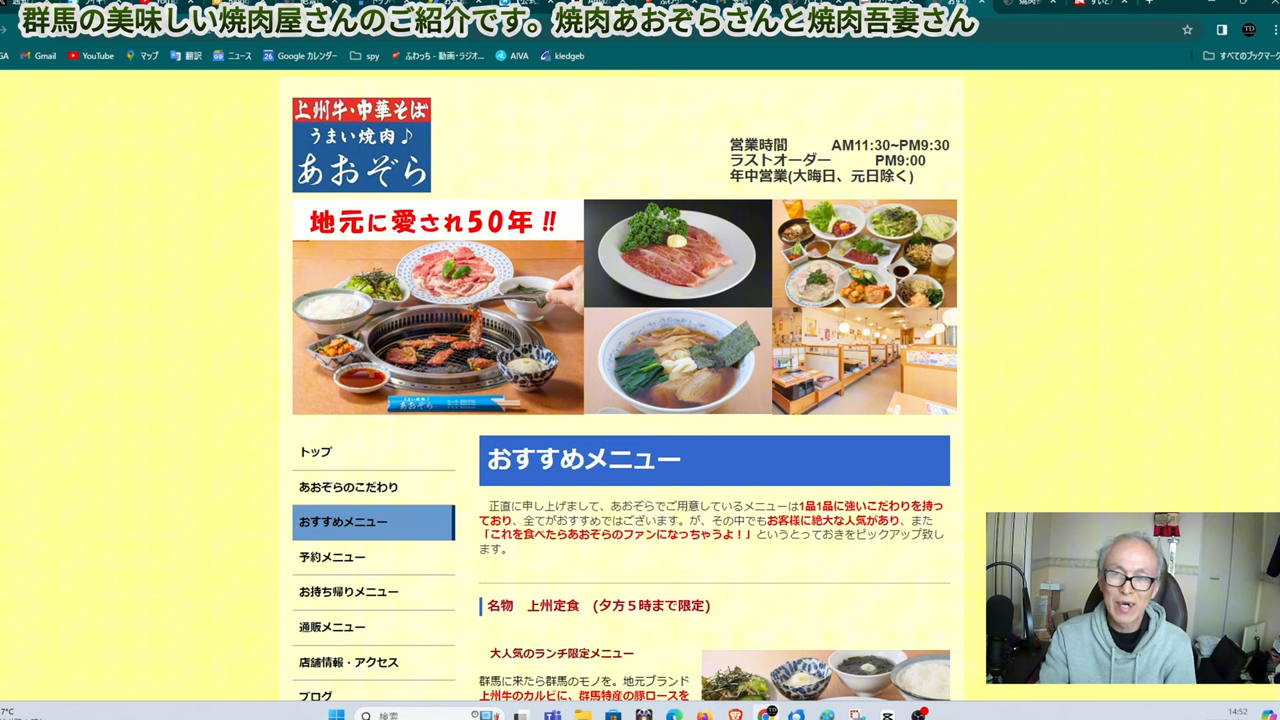 群馬の美味しい焼肉屋さんのご紹介です。焼肉あおぞらさんと焼肉吾妻さん
Gmail YouTube マップ 翻訳 ニュース Google カレンダー spy ふわっち - 動画・ラジオ... AIVA kledgeb すべてのブックマーク
上州牛・中華そば
うまい焼肉♪
あおぞら
営業時間 AM11:30~PM9:30
ラストオーダー PM9:00
年中営業(大晦日、元日除く)
地元に愛され50年!!
トップ
あおぞらのこだわり
おすすめメニュー
予約メニュー
お持ち帰りメニュー
通販メニュー
店舗情報・アクセス
ブログ
おすすめメニュー
正直に申し上げまして、あおぞらでご用意しているメニューは1品1品に強いこだわりを持っ
ており、全てがおすすめではございます。が、その中でもお客様に絶大な人気があり、また
「これを食べたらあおぞらのファンになっちゃうよ！」というとっておきをピックアップ致し
ます。
名物 上州定食 (夕方５時まで限定)
大人気のランチ限定メニュー
群馬に来たら群馬のモノを。地元ブランド
上州牛のカルビに、群馬特産の豚ロースを
7°C
検索
14:52